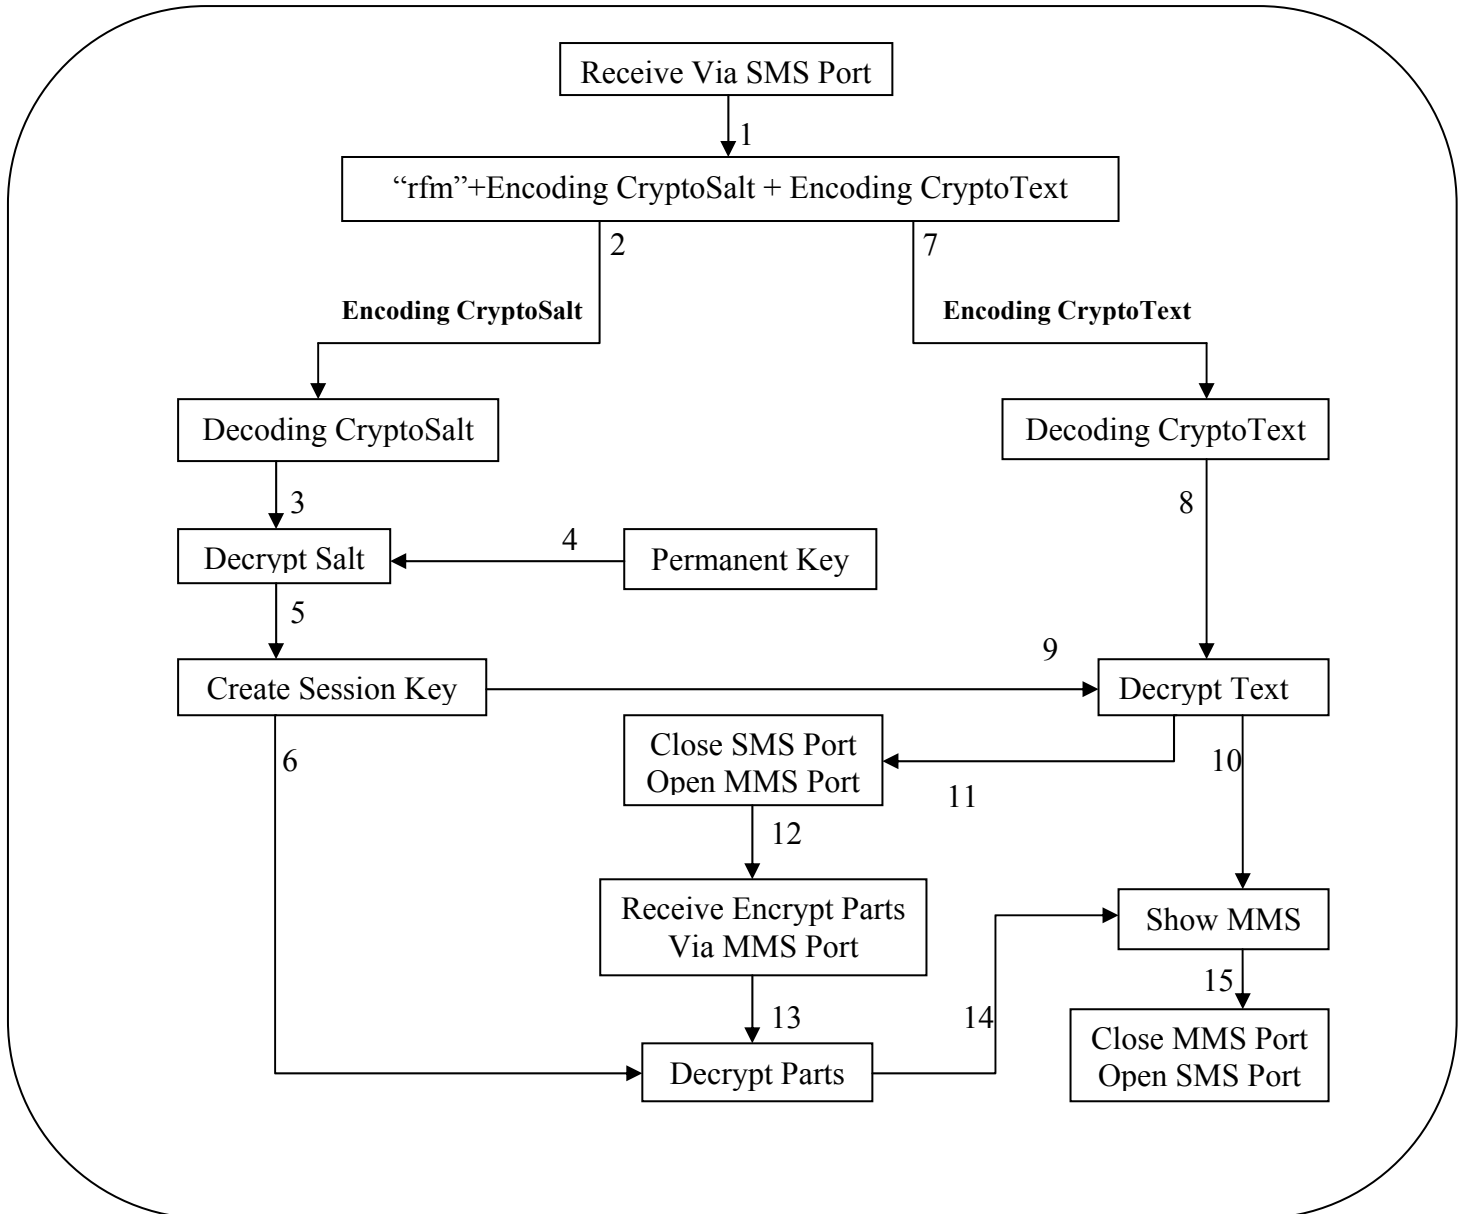 Receive Via SMS Port
1
“rfm”+Encoding CryptoSalt + Encoding CryptoText
2
7
Encoding CryptoSalt
Encoding CryptoText
Decoding CryptoSalt
Decoding CryptoText
3
8
4
Decrypt Salt
Permanent Key
5
9
Create Session Key
Decrypt Text
Close SMS Port
Open MMS Port
6
10
11
12
Receive Encrypt Parts
Via MMS Port
Show MMS
15
13
14
Close MMS Port
Open SMS Port
Decrypt Parts